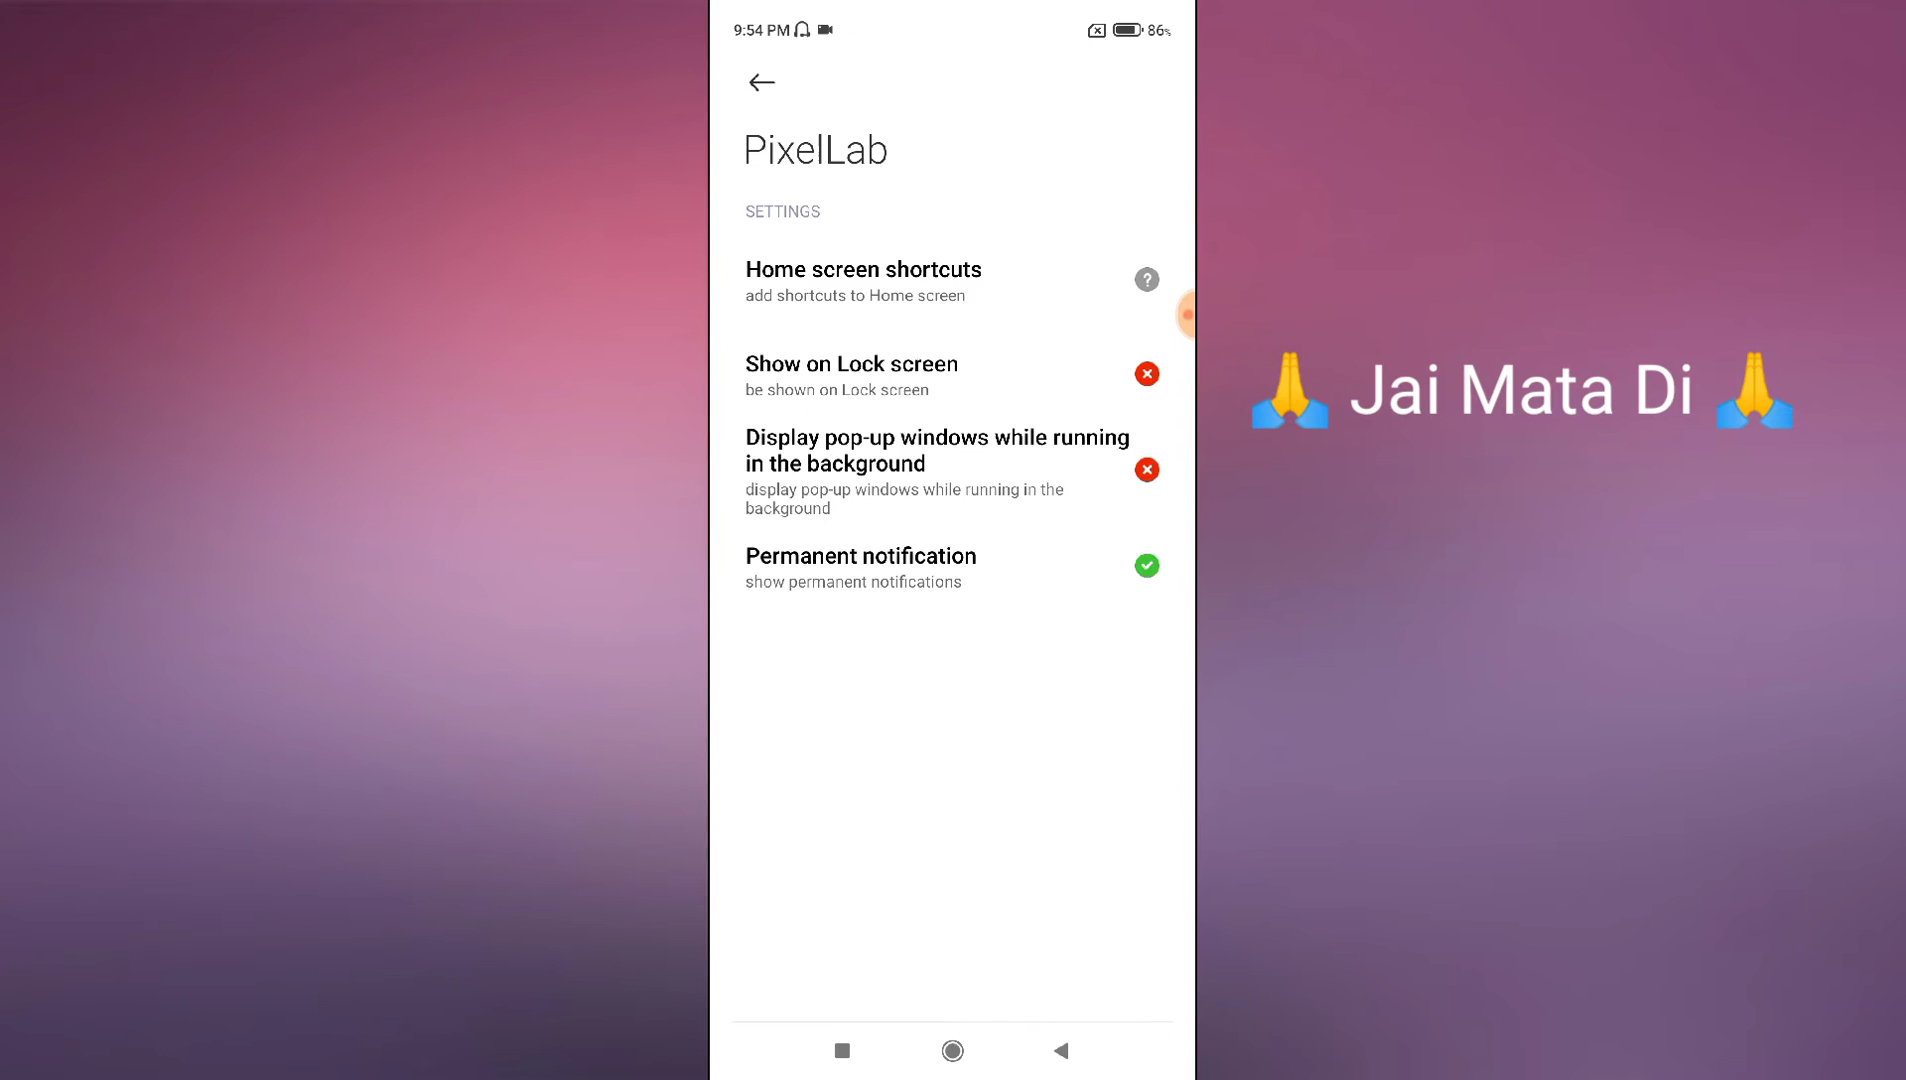 9:54 PM 86%
PixelLab
SETTINGS
Home screen shortcuts
add shortcuts to Home screen
Show on Lock screen
be shown on Lock screen
Display pop-up windows while running
in the background
display pop-up windows while running in the
background
Permanent notification
show permanent notifications
🙏 Jai Mata Di 🙏